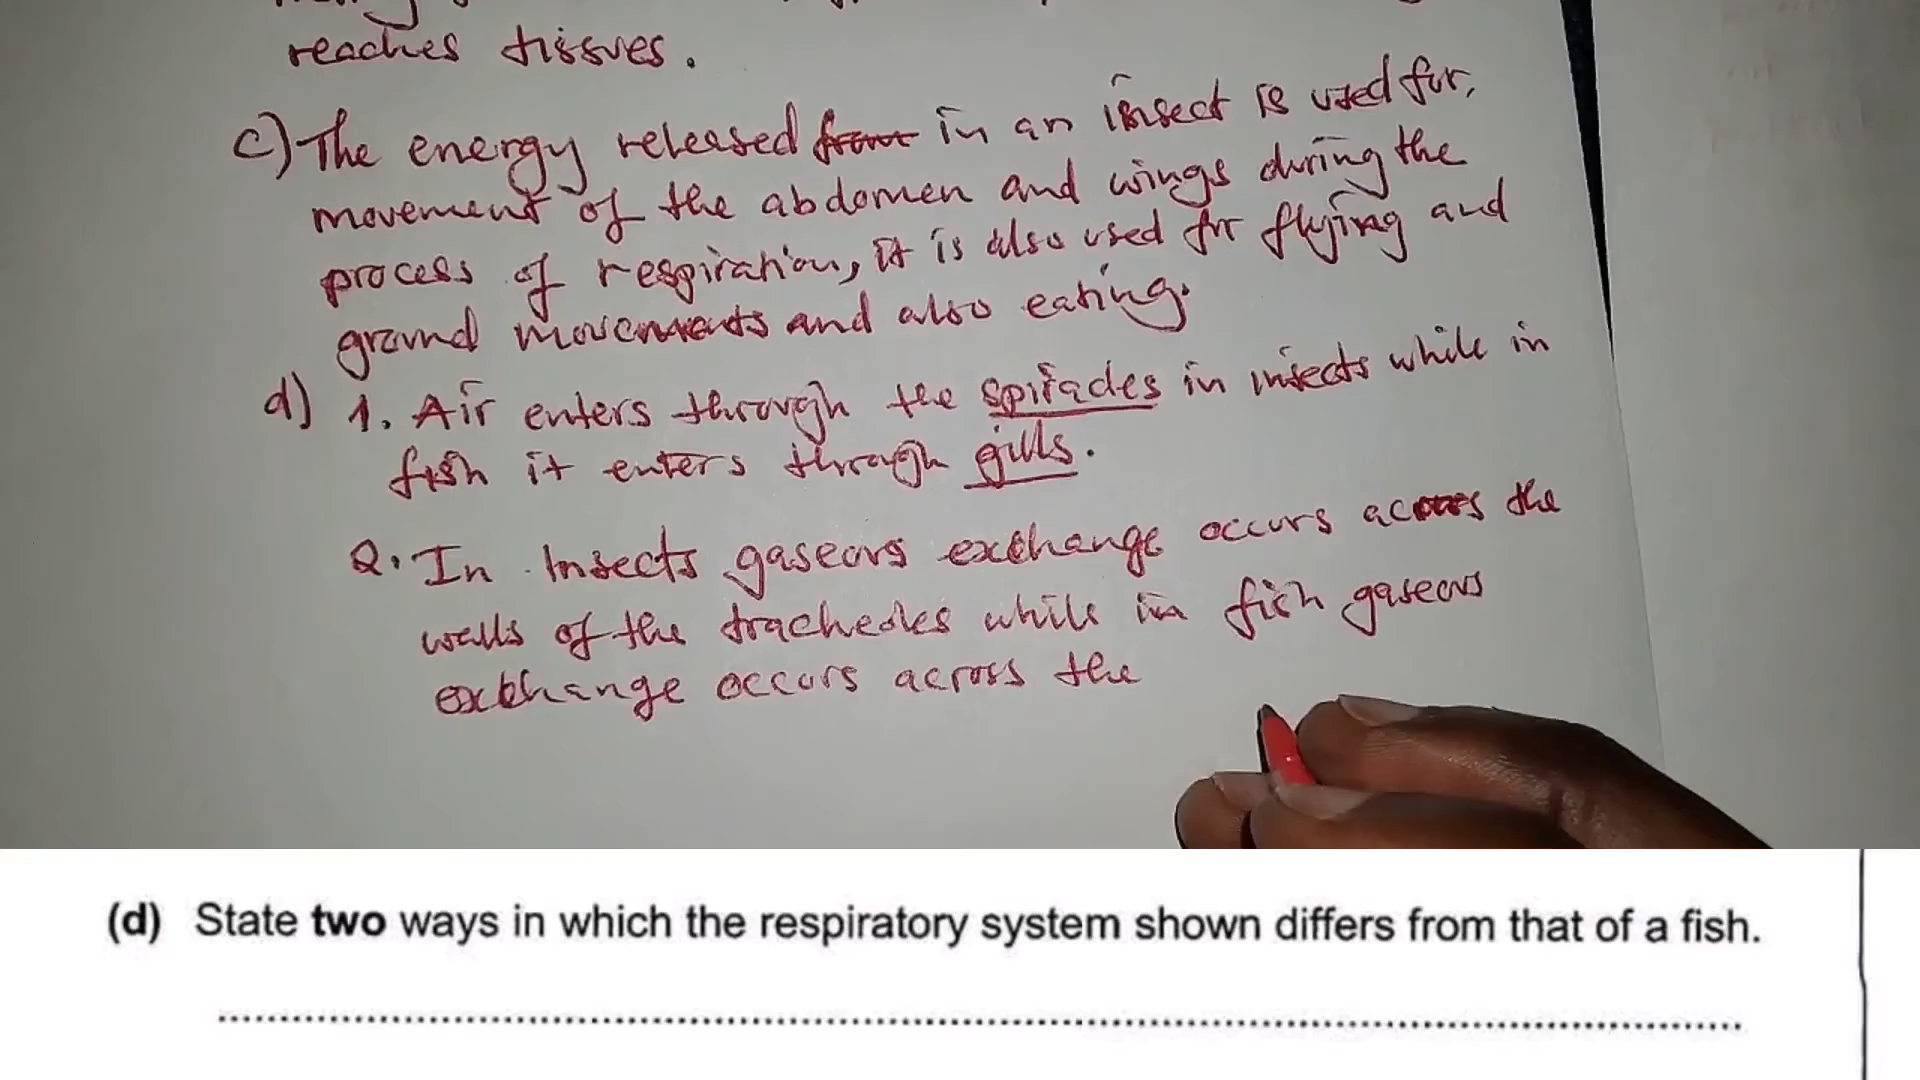 reaches tissues.
c) The energy released from in an insect is used for,
movement of the abdomen and wings during the
process of respiration, it is also used for flying and
ground movements and also eating.
d) 1. Air enters through the spiracles in insects while in
fish it enters through gills.
2. In Insects gaseous exchange occurs across the
walls of the tracheoles while in fish gaseous
exchange occurs across the
(d) State two ways in which the respiratory system shown differs from that of a fish.